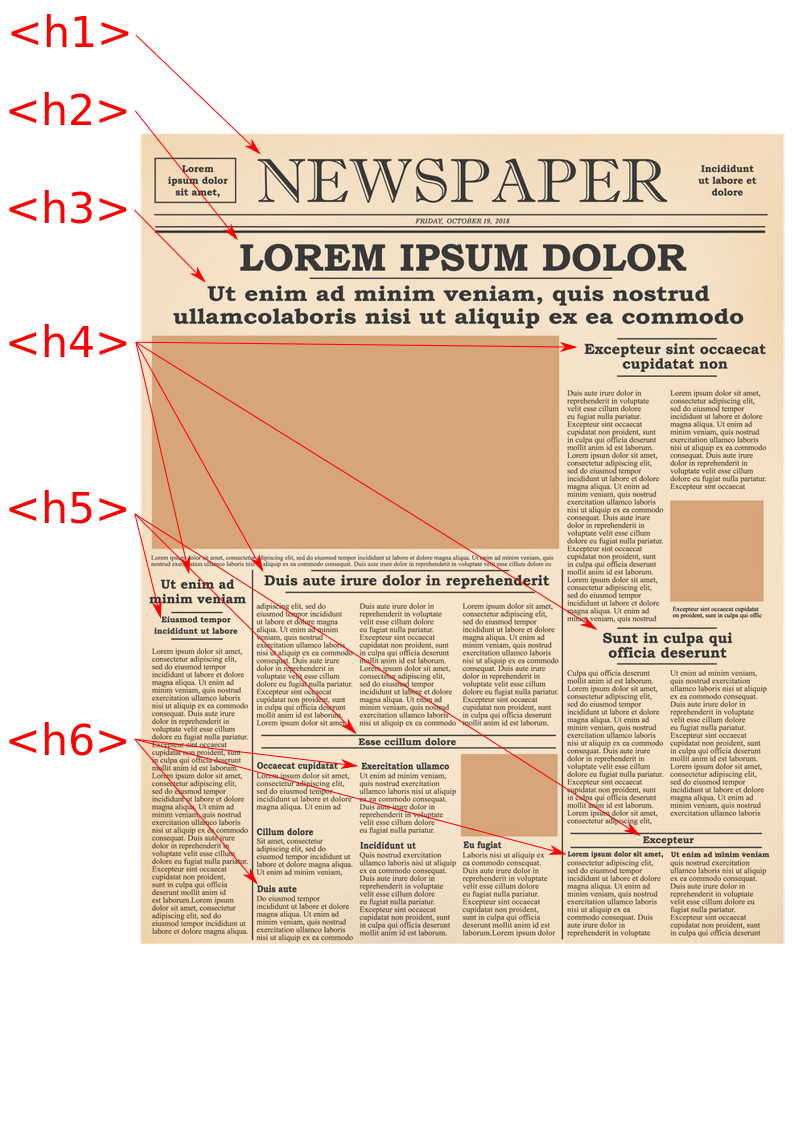 <h1>
<h2>
<h3>
<h4>
<h5>
<h6>
Lorem
ipsum dolor
sit amet,
NEWSPAPER
Incididunt
ut labore et
dolore
FRIDAY, OCTOBER 19, 2018
LOREM IPSUM DOLOR
Ut enim ad minim veniam, quis nostrud
ullamcolaboris nisi ut aliquip ex ea commodo
Lorem ipsum dolor sit amet, consectetur adipiscing elit, sed do eiusmod tempor incididunt ut labore et dolore magna aliqua. Ut enim ad minim veniam, quis
nostrud exercitation ullamco laboris nisi ut aliquip ex ea commodo consequat. Duis aute irure dolor in reprehenderit in voluptate velit esse cillum dolore eu
Ut enim ad
minim veniam
Eiusmod tempor
incididunt ut labore
Lorem ipsum dolor sit amet,
consectetur adipiscing elit,
sed do eiusmod tempor
incididunt ut labore et dolore
magna aliqua. Ut enim ad
minim veniam, quis nostrud
exercitation ullamco laboris
nisi ut aliquip ex ea commodo
consequat. Duis aute irure
dolor in reprehenderit in
voluptate velit esse cillum
dolore eu fugiat nulla pariatur.
Excepteur sint occaecat
cupidatat non proident, sunt
in culpa qui officia deserunt
mollit anim id est laborum.
Lorem ipsum dolor sit amet,
consectetur adipiscing elit,
sed do eiusmod tempor
incididunt ut labore et dolore
magna aliqua. Ut enim ad
minim veniam, quis nostrud
exercitation ullamco laboris
nisi ut aliquip ex ea commodo
consequat. Duis aute irure
dolor in reprehenderit in
voluptate velit esse cillum
dolore eu fugiat nulla pariatur.
Excepteur sint occaecat
cupidatat non proident,
sunt in culpa qui officia
deserunt mollit anim id
est laborum.Lorem ipsum
dolor sit amet, consectetur
adipiscing elit, sed do
eiusmod tempor incididunt ut
labore et dolore magna aliqua.
Duis aute irure dolor in reprehenderit
adipiscing elit, sed do
eiusmod tempor incididunt
ut labore et dolore magna
aliqua. Ut enim ad minim
veniam, quis nostrud
exercitation ullamco laboris
nisi ut aliquip ex ea commodo
consequat. Duis aute irure
dolor in reprehenderit in
voluptate velit esse cillum
dolore eu fugiat nulla pariatur.
Excepteur sint occaecat
cupidatat non proident, sunt
in culpa qui officia deserunt
mollit anim id est laborum.
Lorem ipsum dolor sit amet,
Duis aute irure dolor in
reprehenderit in voluptate
velit esse cillum dolore
eu fugiat nulla pariatur.
Excepteur sint occaecat
cupidatat non proident, sunt
in culpa qui officia deserunt
mollit anim id est laborum.
Lorem ipsum dolor sit amet,
consectetur adipiscing elit,
sed do eiusmod tempor
incididunt ut labore et dolore
magna aliqua. Ut enim ad
minim veniam, quis nostrud
exercitation ullamco laboris
nisi ut aliquip ex ea commodo
Lorem ipsum dolor sit amet,
consectetur adipiscing elit,
sed do eiusmod tempor
incididunt ut labore et dolore
magna aliqua. Ut enim ad
minim veniam, quis nostrud
exercitation ullamco laboris
consequat. Duis aute irure
dolor in reprehenderit in
voluptate velit esse cillum
dolore eu fugiat nulla pariatur.
Excepteur sint occaecat
cupidatat non proident, sunt
in culpa qui officia deserunt
mollit anim id est laborum.
Esse ccillum dolore
Occaecat cupidatat
Lorem ipsum dolor sit amet,
consectetur adipiscing elit,
sed do eiusmod tempor
incididunt ut labore et dolore
magna aliqua. Ut enim ad
Cillum dolore
Sit amet, consectetur
adipiscing elit, sed do
eiusmod tempor incididunt ut
labore et dolore magna aliqua.
Ut enim ad minim veniam,
Duis aute
Do eiusmod tempor
incididunt ut labore et dolore
magna aliqua. Ut enim ad
minim veniam, quis nostrud
exercitation ullamco laboris
nisi ut aliquip ex ea commodo
Exercitation ullamco
Ut enim ad minim veniam,
quis nostrud exercitation
ullamco laboris nisi ut aliquip
ex ea commodo consequat.
Duis aute irure dolor in
reprehenderit in voluptate
velit esse cillum dolore
eu fugiat nulla pariatur.
Incididunt ut
Quis nostrud exercitation
ullamco laboris nisi ut aliquip
ex ea commodo consequat.
Duis aute irure dolor in
reprehenderit in voluptate
velit esse cillum dolore
eu fugiat nulla pariatur.
Excepteur sint occaecat
cupidatat non proident, sunt
in culpa qui officia deserunt
mollit anim id est laborum.
Eu fugiat
Laboris nisi ut aliquip ex
ea commodo consequat.
Duis aute irure dolor in
reprehenderit in voluptate
velit esse cillum dolore
eu fugiat nulla pariatur.
Excepteur sint occaecat
cupidatat non proident,
sunt in culpa qui officia
deserunt mollit anim id est
laborum.Lorem ipsum dolor
Excepteur sint occaecat
cupidatat non
Duis aute irure dolor in
reprehenderit in voluptate
velit esse cillum dolore
eu fugiat nulla pariatur.
Excepteur sint occaecat
cupidatat non proident, sunt
in culpa qui officia deserunt
mollit anim id est laborum.
Lorem ipsum dolor sit amet,
consectetur adipiscing elit,
sed do eiusmod tempor
incididunt ut labore et dolore
magna aliqua. Ut enim ad
minim veniam, quis nostrud
exercitation ullamco laboris
nisi ut aliquip ex ea commodo
consequat. Duis aute irure
dolor in reprehenderit in
voluptate velit esse cillum
dolore eu fugiat nulla pariatur.
Excepteur sint occaecat
cupidatat non proident, sunt
in culpa qui officia deserunt
mollit anim id est laborum.
Lorem ipsum dolor sit amet,
consectetur adipiscing elit,
sed do eiusmod tempor
incididunt ut labore et dolore
magna aliqua. Ut enim ad
minim veniam, quis nostrud
Lorem ipsum dolor sit amet,
consectetur adipiscing elit,
sed do eiusmod tempor
incididunt ut labore et dolore
magna aliqua. Ut enim ad
minim veniam, quis nostrud
exercitation ullamco laboris
nisi ut aliquip ex ea commodo
consequat. Duis aute irure
dolor in reprehenderit in
voluptate velit esse cillum
dolore eu fugiat nulla pariatur.
Excepteur sint occaecat
Excepteur sint occaecat cupidatat
non proident, sunt in culpa qui offic
Sunt in culpa qui
officia deserunt
Culpa qui officia deserunt
mollit anim id est laborum.
Lorem ipsum dolor sit amet,
consectetur adipiscing elit,
sed do eiusmod tempor
incididunt ut labore et dolore
magna aliqua. Ut enim ad
minim veniam, quis nostrud
exercitation ullamco laboris
nisi ut aliquip ex ea commodo
consequat. Duis aute irure
dolor in reprehenderit in
voluptate velit esse cillum
dolore eu fugiat nulla pariatur.
Excepteur sint occaecat
cupidatat non proident, sunt
in culpa qui officia deserunt
mollit anim id est laborum.
Lorem ipsum dolor sit amet,
consectetur adipiscing elit,
Ut enim ad minim veniam,
quis nostrud exercitation
ullamco laboris nisi ut aliquip
ex ea commodo consequat.
Duis aute irure dolor in
reprehenderit in voluptate
velit esse cillum dolore
eu fugiat nulla pariatur.
Excepteur sint occaecat
cupidatat non proident, sunt
in culpa qui officia deserunt
mollit anim id est laborum.
Lorem ipsum dolor sit amet,
consectetur adipiscing elit,
sed do eiusmod tempor
incididunt ut labore et dolore
magna aliqua. Ut enim ad
minim veniam, quis nostrud
exercitation ullamco laboris
Excepteur
Lorem ipsum dolor sit amet,
consectetur adipiscing elit,
sed do eiusmod tempor
incididunt ut labore et dolore
magna aliqua. Ut enim ad
minim veniam, quis nostrud
exercitation ullamco laboris
nisi ut aliquip ex ea
commodo consequat. Duis
aute irure dolor in
reprehenderit in voluptate
Ut enim ad minim veniam
quis nostrud exercitation
ullamco laboris nisi ut aliquip
ex ea commodo consequat.
Duis aute irure dolor in
reprehenderit in voluptate
velit esse cillum dolore
eu fugiat nulla pariatur.
Excepteur sint occaecat
cupidatat non proident, sunt
in culpa qui officia deserunt